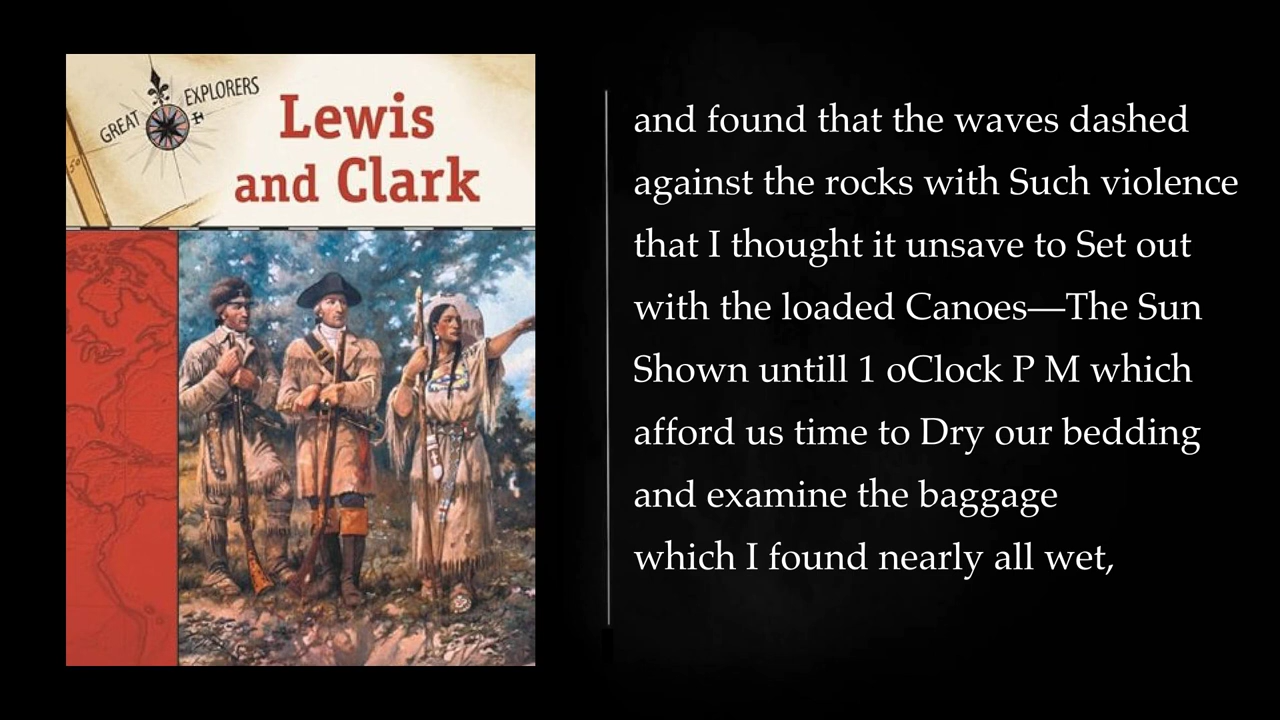 GREAT EXPLORERS
Lewis
and Clark
50
and found that the waves dashed
against the rocks with Such violence
that I thought it unsave to Set out
with the loaded Canoes—The Sun
Shown untill 1 oClock P M which
afford us time to Dry our bedding
and examine the baggage
which I found nearly all wet,